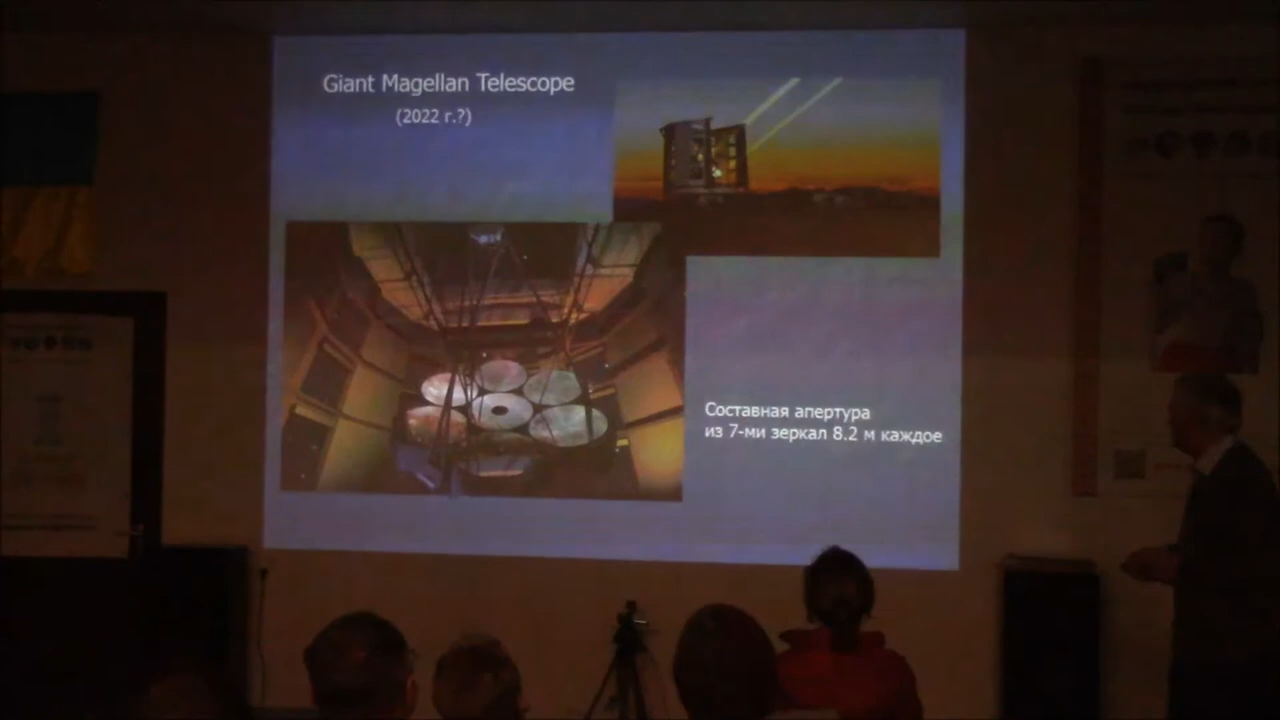 Giant Magellan Telescope
(2022 г.?)
Составная апертура
из 7-ми зеркал 8.2 м каждое